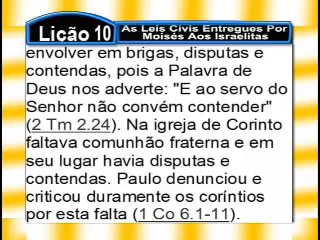 Lição 10
As Leis Civis Entregues Por
Moisés Aos Israelitas
envolver em brigas, disputas e
contendas, pois a Palavra de
Deus nos adverte: "E ao servo do
Senhor não convém contender"
(2 Tm 2.24). Na igreja de Corinto
faltava comunhão fraterna e em
seu lugar havia disputas e
contendas. Paulo denunciou e
criticou duramente os coríntios
por esta falta (1 Co 6.1-11).